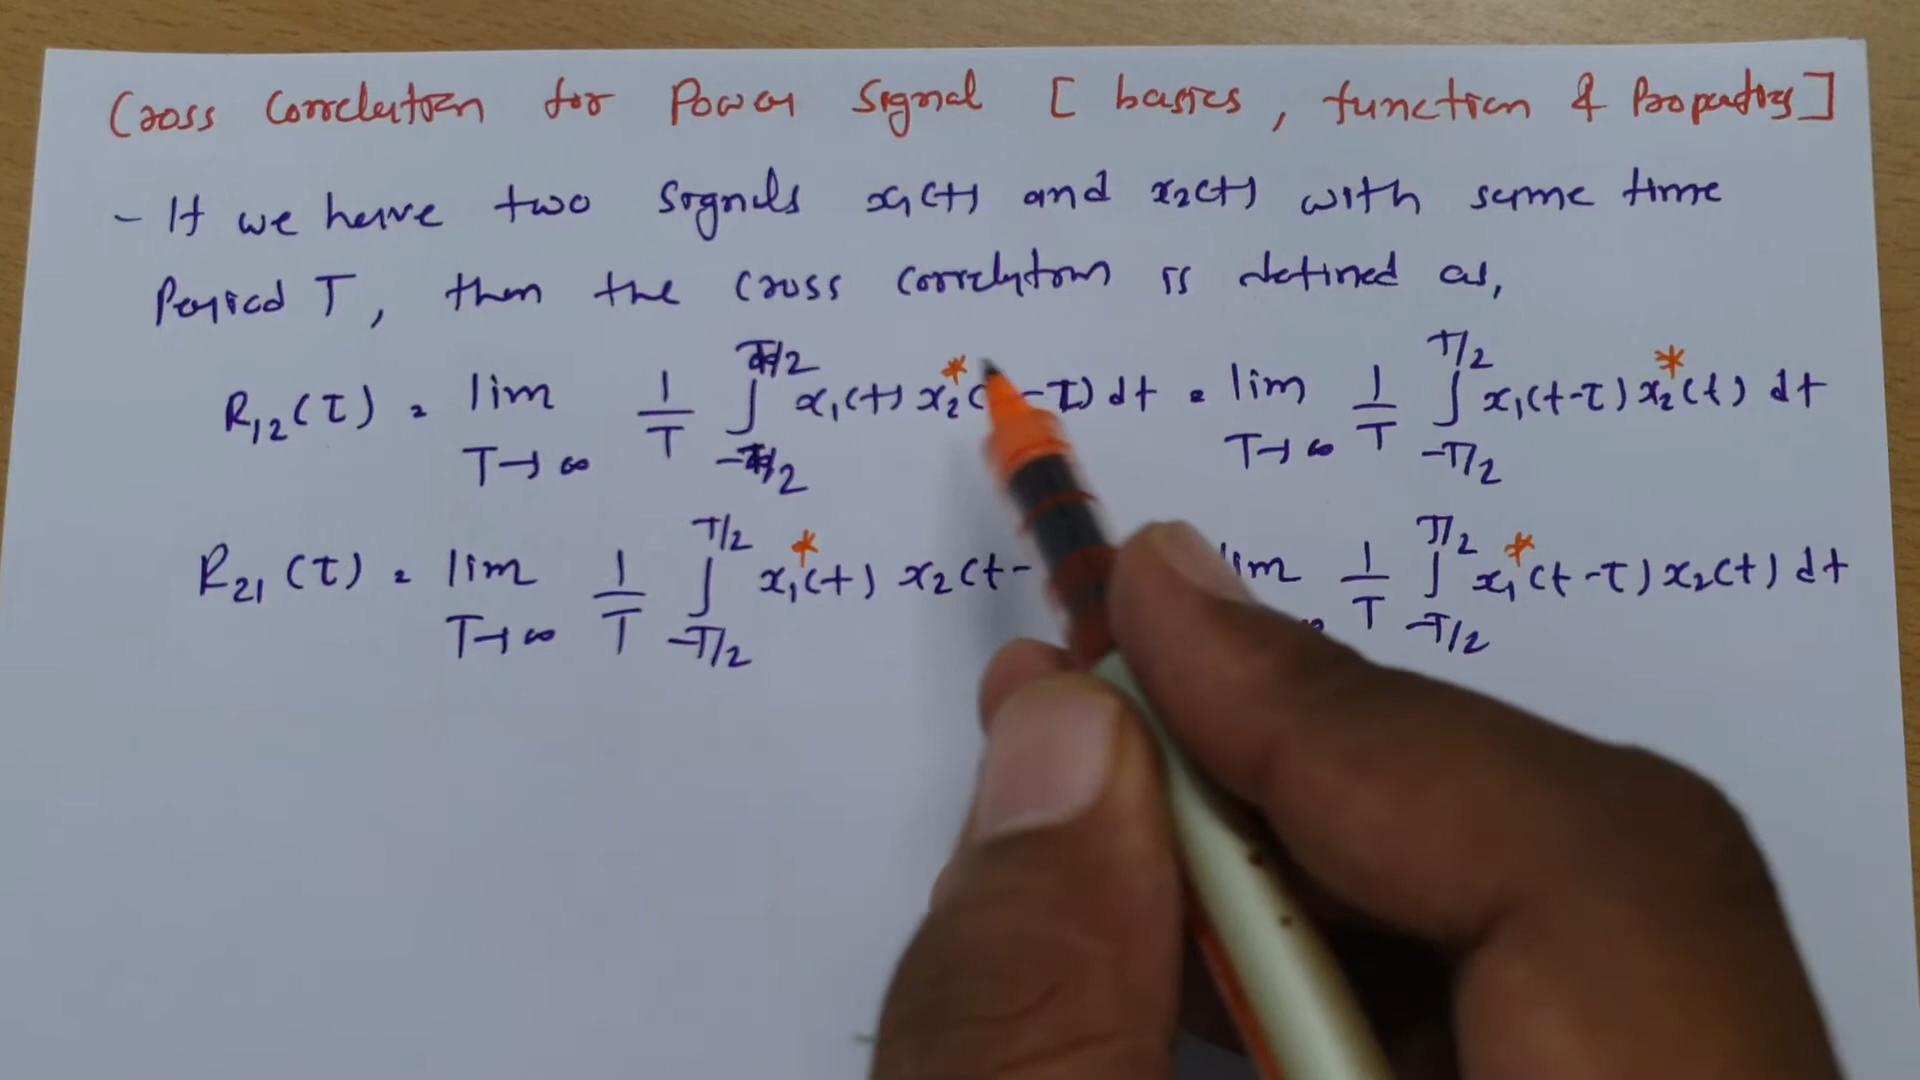 Cross Correlation for Power Signal [ basics , function & Properties ]
- If we have two signals x₁(t) and x₂(t) with same time
Period T , then the cross correlation is defined as,
R₁₂(τ) = lim T→∞ 1/T ∫ -T/2 T/2 x₁(t) x₂*( -τ) dt = lim T→∞ 1/T ∫ -T/2 T/2 x₁(t-τ) x₂*(t) dt
R₂₁(τ) = lim T→∞ 1/T ∫ -T/2 T/2 x₁*(t) x₂(t- lim ∞ 1/T ∫ -T/2 T/2 x₁*(t-τ) x₂(t) dt